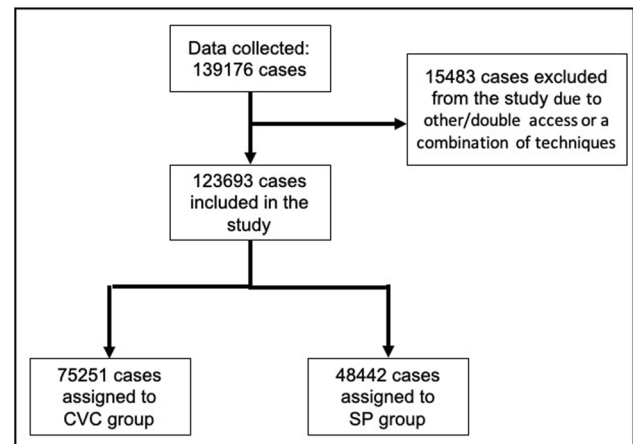 Data collected:
139176 cases
15483 cases excluded
from the study due to
other/double access or a
combination of techniques
123693 cases
included in the
study
75251 cases
assigned to
CVC group
48442 cases
assigned to
SP group